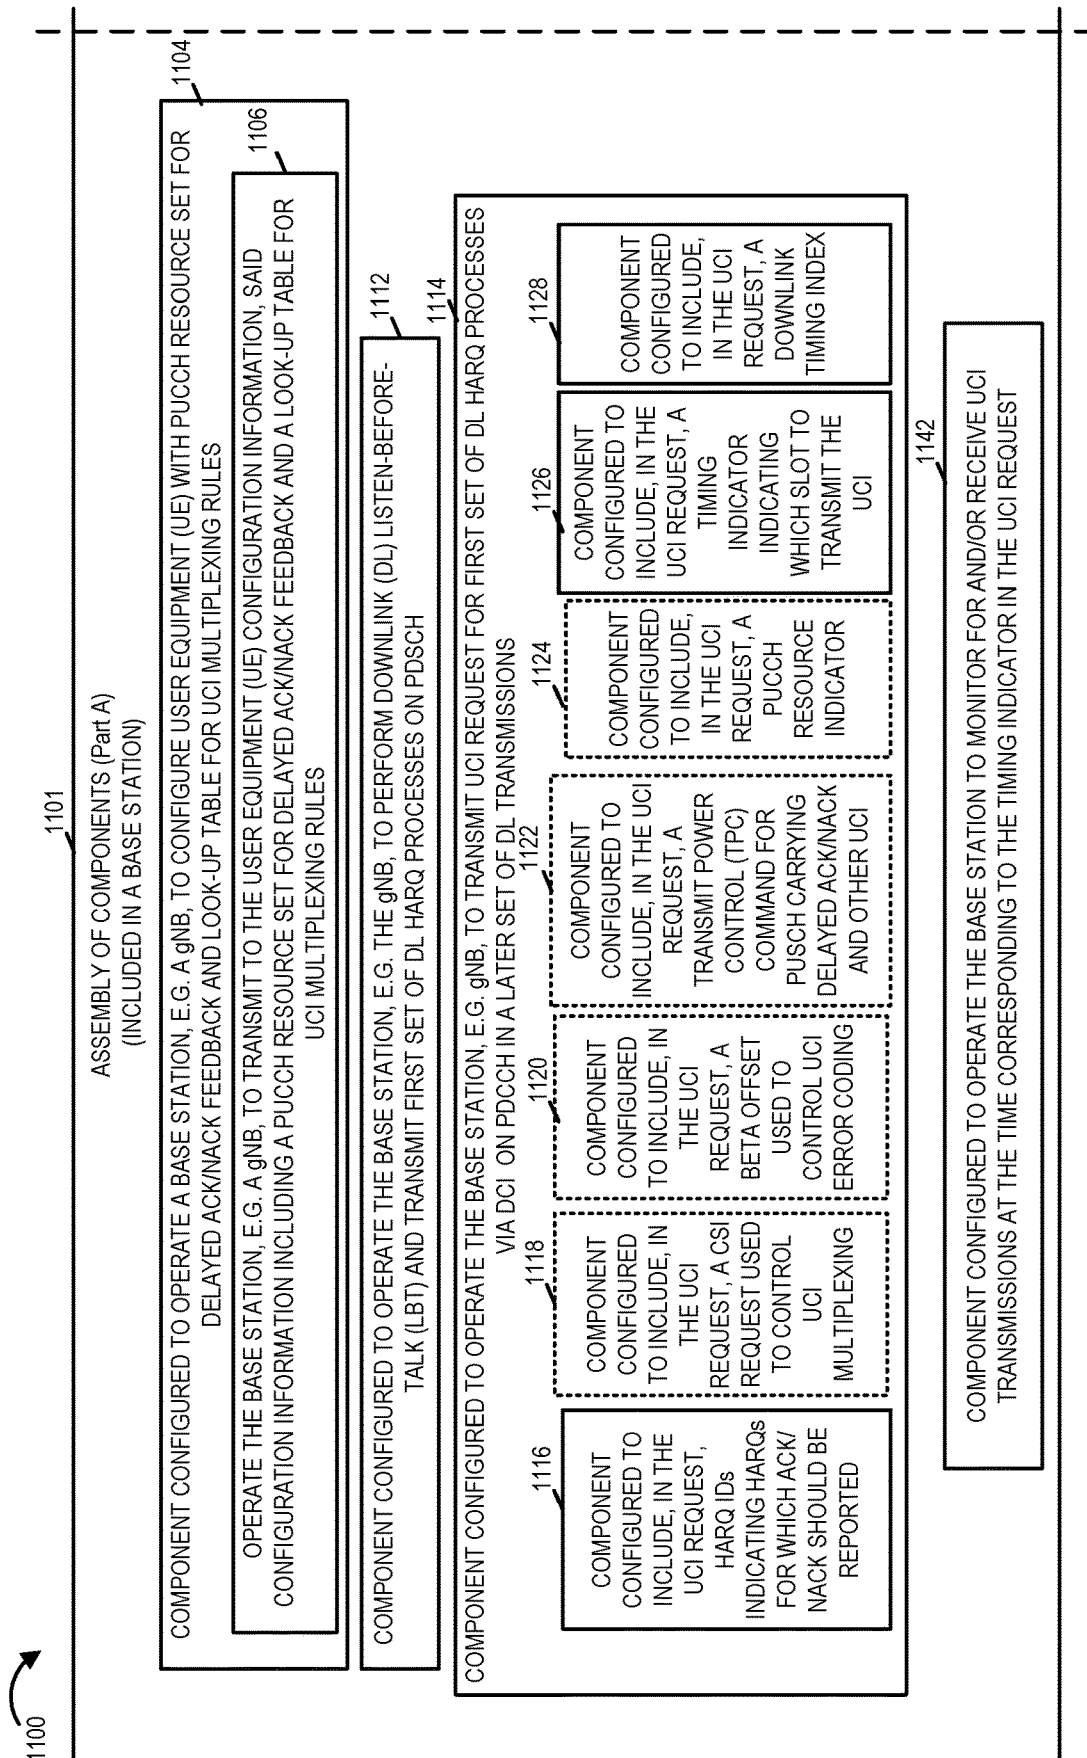 1100
1101
ASSEMBLY OF COMPONENTS (Part A)
(INCLUDED IN A BASE STATION)
1104
COMPONENT CONFIGURED TO OPERATE A BASE STATION, E.G. A gNB, TO CONFIGURE USER EQUIPMENT (UE) WITH PUCCH RESOURCE SET FOR
DELAYED ACK/NACK FEEDBACK AND LOOK-UP TABLE FOR UCI MULTIPLEXING RULES
1106
OPERATE THE BASE STATION, E.G. A gNB, TO TRANSMIT TO THE USER EQUIPMENT (UE) CONFIGURATION INFORMATION, SAID
CONFIGURATION INFORMATION INCLUDING A PUCCH RESOURCE SET FOR DELAYED ACK/NACK FEEDBACK AND A LOOK-UP TABLE FOR
UCI MULTIPLEXING RULES
1112
COMPONENT CONFIGURED TO OPERATE THE BASE STATION, E.G. THE gNB, TO PERFORM DOWNLINK (DL) LISTEN-BEFORE-
TALK (LBT) AND TRANSMIT FIRST SET OF DL HARQ PROCESSES ON PDSCH
1114
COMPONENT CONFIGURED TO OPERATE THE BASE STATION, E.G. gNB, TO TRANSMIT UCI REQUEST FOR FIRST SET OF DL HARQ PROCESSES
VIA DCI ON PDCCH IN A LATER SET OF DL TRANSMISSIONS
1116
COMPONENT
CONFIGURED TO
INCLUDE, IN THE
UCI REQUEST,
HARQ IDs
INDICATING HARQs
FOR WHICH ACK/
NACK SHOULD BE
REPORTED
1118
COMPONENT
CONFIGURED
TO INCLUDE, IN
THE UCI
REQUEST, A CSI
REQUEST USED
TO CONTROL
UCI
MULTIPLEXING
1120
COMPONENT
CONFIGURED
TO INCLUDE, IN
THE UCI
REQUEST, A
BETA OFFSET
USED TO
CONTROL UCI
ERROR CODING
1122
COMPONENT
CONFIGURED TO
INCLUDE, IN THE UCI
REQUEST, A
TRANSMIT POWER
CONTROL (TPC)
COMMAND FOR
PUSCH CARRYING
DELAYED ACK/NACK
AND OTHER UCI
1124
COMPONENT
CONFIGURED
TO INCLUDE,
IN THE UCI
REQUEST, A
PUCCH
RESOURCE
INDICATOR
1126
COMPONENT
CONFIGURED TO
INCLUDE, IN THE
UCI REQUEST, A
TIMING
INDICATOR
INDICATING
WHICH SLOT TO
TRANSMIT THE
UCI
1128
COMPONENT
CONFIGURED
TO INCLUDE,
IN THE UCI
REQUEST, A
DOWNLINK
TIMING INDEX
1142
COMPONENT CONFIGURED TO OPERATE THE BASE STATION TO MONITOR FOR AND/OR RECEIVE UCI
TRANSMISSIONS AT THE TIME CORRESPONDING TO THE TIMING INDICATOR IN THE UCI REQUEST